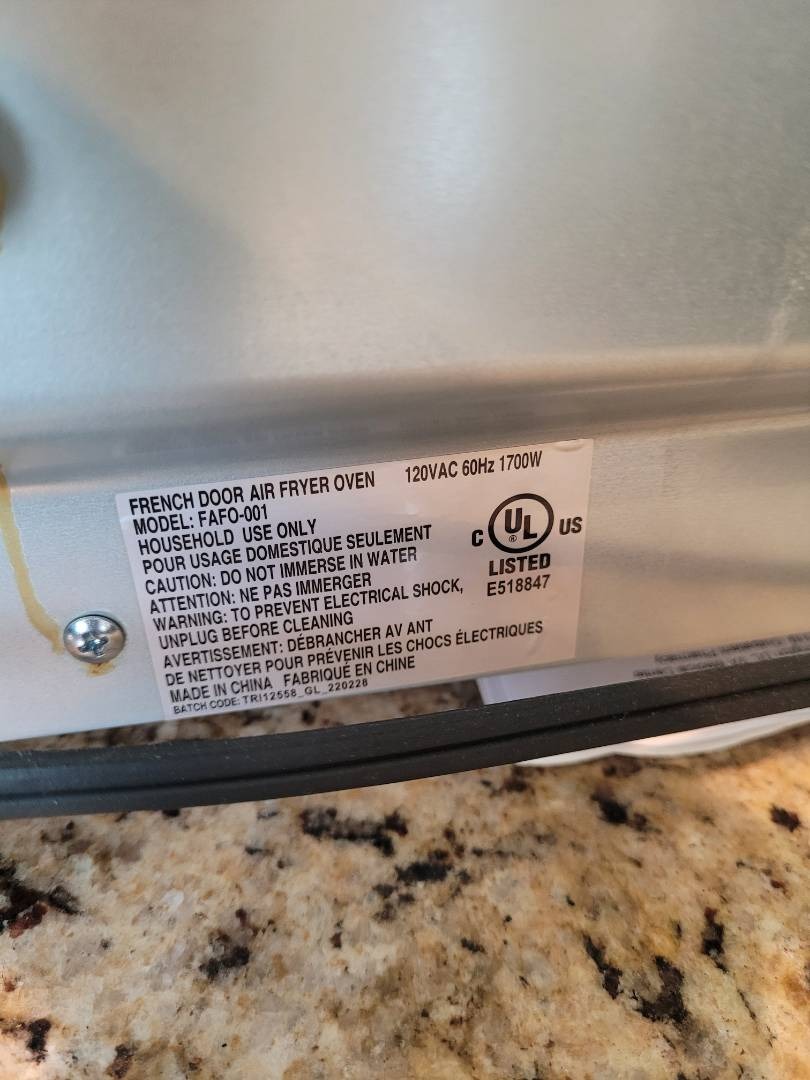 FRENCH DOOR AIR FRYER OVEN 120VAC 60Hz 1700W
MODEL: FAFO-001
HOUSEHOLD USE ONLY
POUR USAGE DOMESTIQUE SEULEMENT
CAUTION: DO NOT IMMERSE IN WATER
ATTENTION: NE PAS IMMERGER
WARNING: TO PREVENT ELECTRICAL SHOCK,
UNPLUG BEFORE CLEANING
AVERTISSEMENT: DÉBRANCHER AV ANT
DE NETTOYER POUR PRÉVENIR LES CHOCS ÉLECTRIQUES
MADE IN CHINA FABRIQUÉ EN CHINE
BATCH CODE: TRI12558_GL_220228
C UL US
®
LISTED
E518847